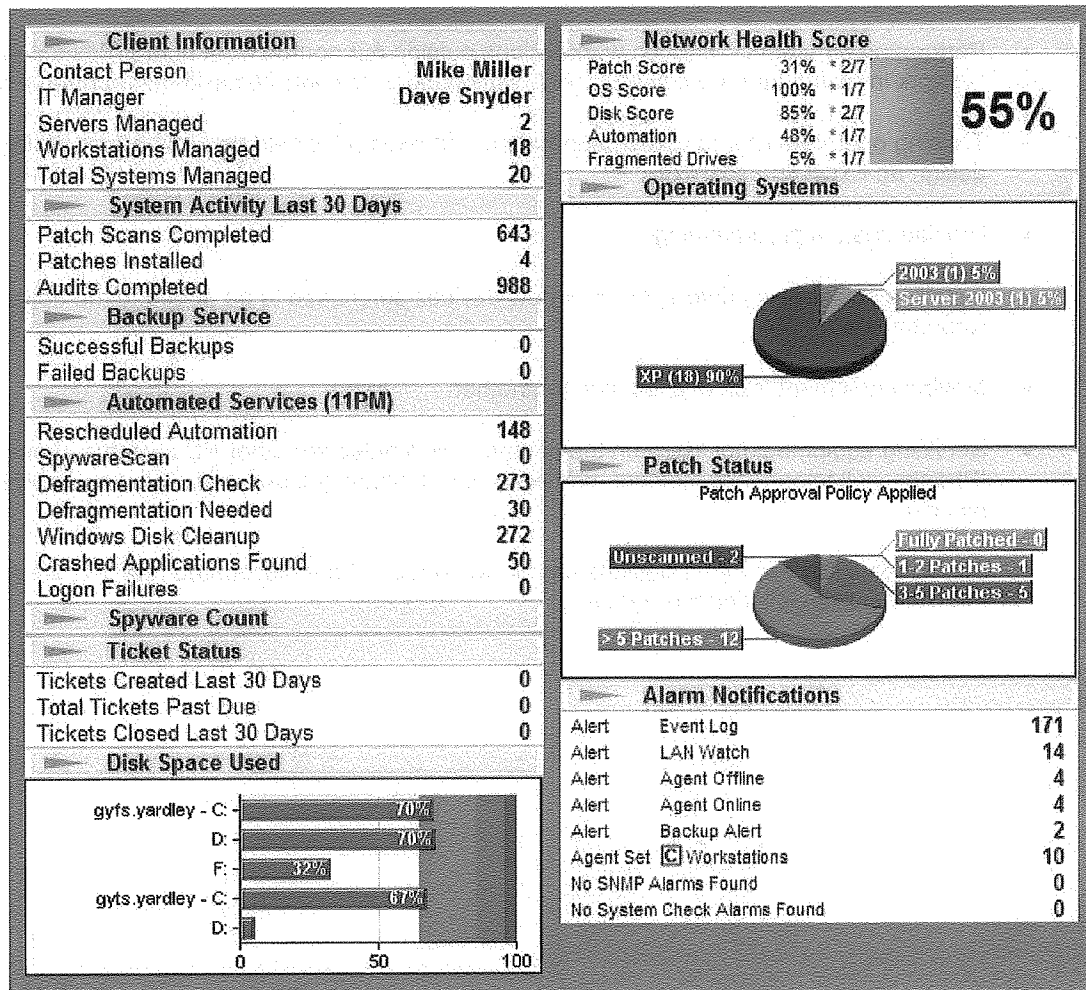 Client Information
Contact Person Mike Miller
IT Manager Dave Snyder
Servers Managed 2
Workstations Managed 18
Total Systems Managed 20
System Activity Last 30 Days
Patch Scans Completed 643
Patches Installed 4
Audits Completed 988
Backup Service
Successful Backups 0
Failed Backups 0
Automated Services (11PM)
Rescheduled Automation 148
SpywareScan 0
Defragmentation Check 273
Defragmentation Needed 30
Windows Disk Cleanup 272
Crashed Applications Found 50
Logon Failures 0
Spyware Count
Ticket Status
Tickets Created Last 30 Days 0
Total Tickets Past Due 0
Tickets Closed Last 30 Days 0
Disk Space Used
gyfs.yardley - C: 70%
D: 70%
F: 32%
gyts.yardley - C: 67%
D:
0 50 100
Network Health Score
Patch Score 31% * 2/7
OS Score 100% * 1/7
Disk Score 85% * 2/7
Automation 48% * 1/7
Fragmented Drives 5% * 1/7
55%
Operating Systems
2003 (1) 5%
Server 2003 (1) 5%
XP (18) 90%
Patch Status
Patch Approval Policy Applied
Unscanned - 2
Fully Patched - 0
1-2 Patches - 1
3-5 Patches - 5
> 5 Patches - 12
Alarm Notifications
Alert Event Log 171
Alert LAN Watch 14
Alert Agent Offline 4
Alert Agent Online 4
Alert Backup Alert 2
Agent Set C Workstations 10
No SNMP Alarms Found 0
No System Check Alarms Found 0